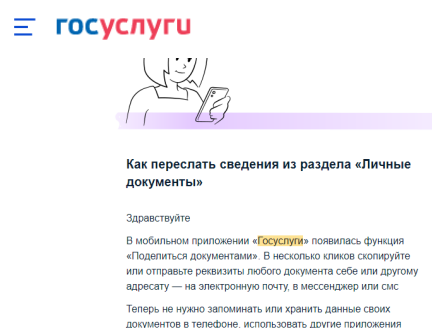 госуслуги
Как переслать сведения из раздела «Личные
документы»
Здравствуйте
В мобильном приложении «Госуслуги» появилась функция
«Поделиться документами». В несколько кликов скопируйте
или отправьте реквизиты любого документа себе или другому
адресату — на электронную почту, в мессенджер или смс
Теперь не нужно запоминать или хранить данные своих
документов в телефоне, использовать другие приложения